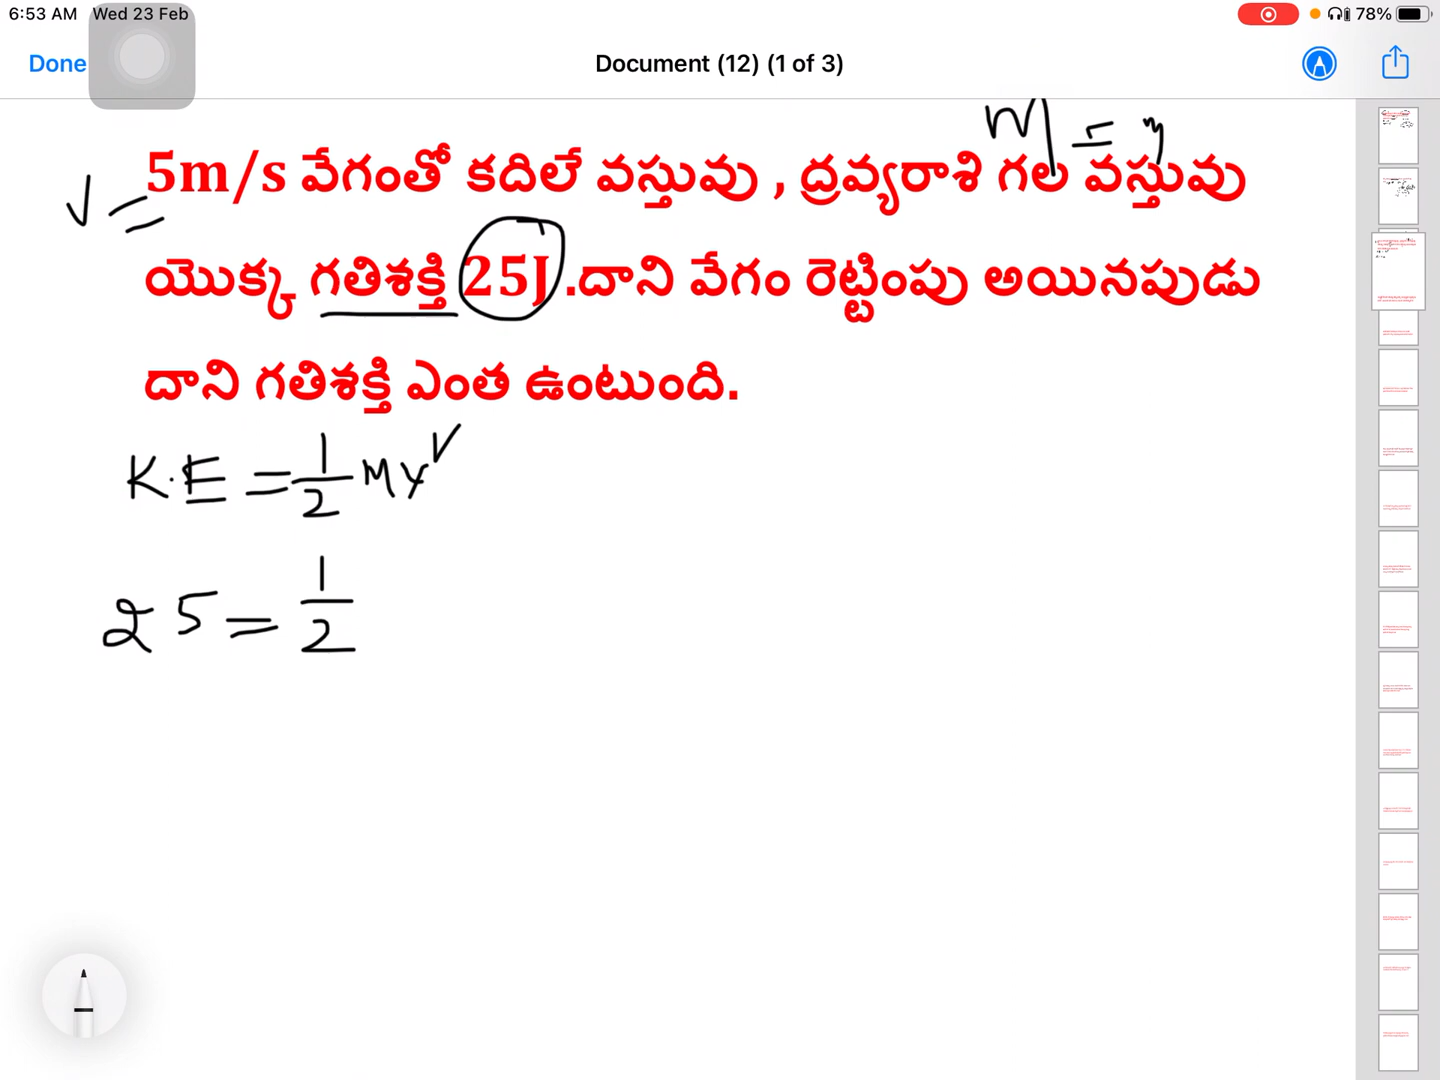 6:53 AM Wed 23 Feb
78%
Done
Document (12) (1 of 3)
m =
v = 5m/s వేగంతో కదిలే వస్తువు , ద్రవ్యరాశి గల వస్తువు
యొక్క గతిశక్తి 25J .దాని వేగం రెట్టింపు అయినపుడు
దాని గతిశక్తి ఎంత ఉంటుంది.
K.E = 1/2 M
25 = 1/2